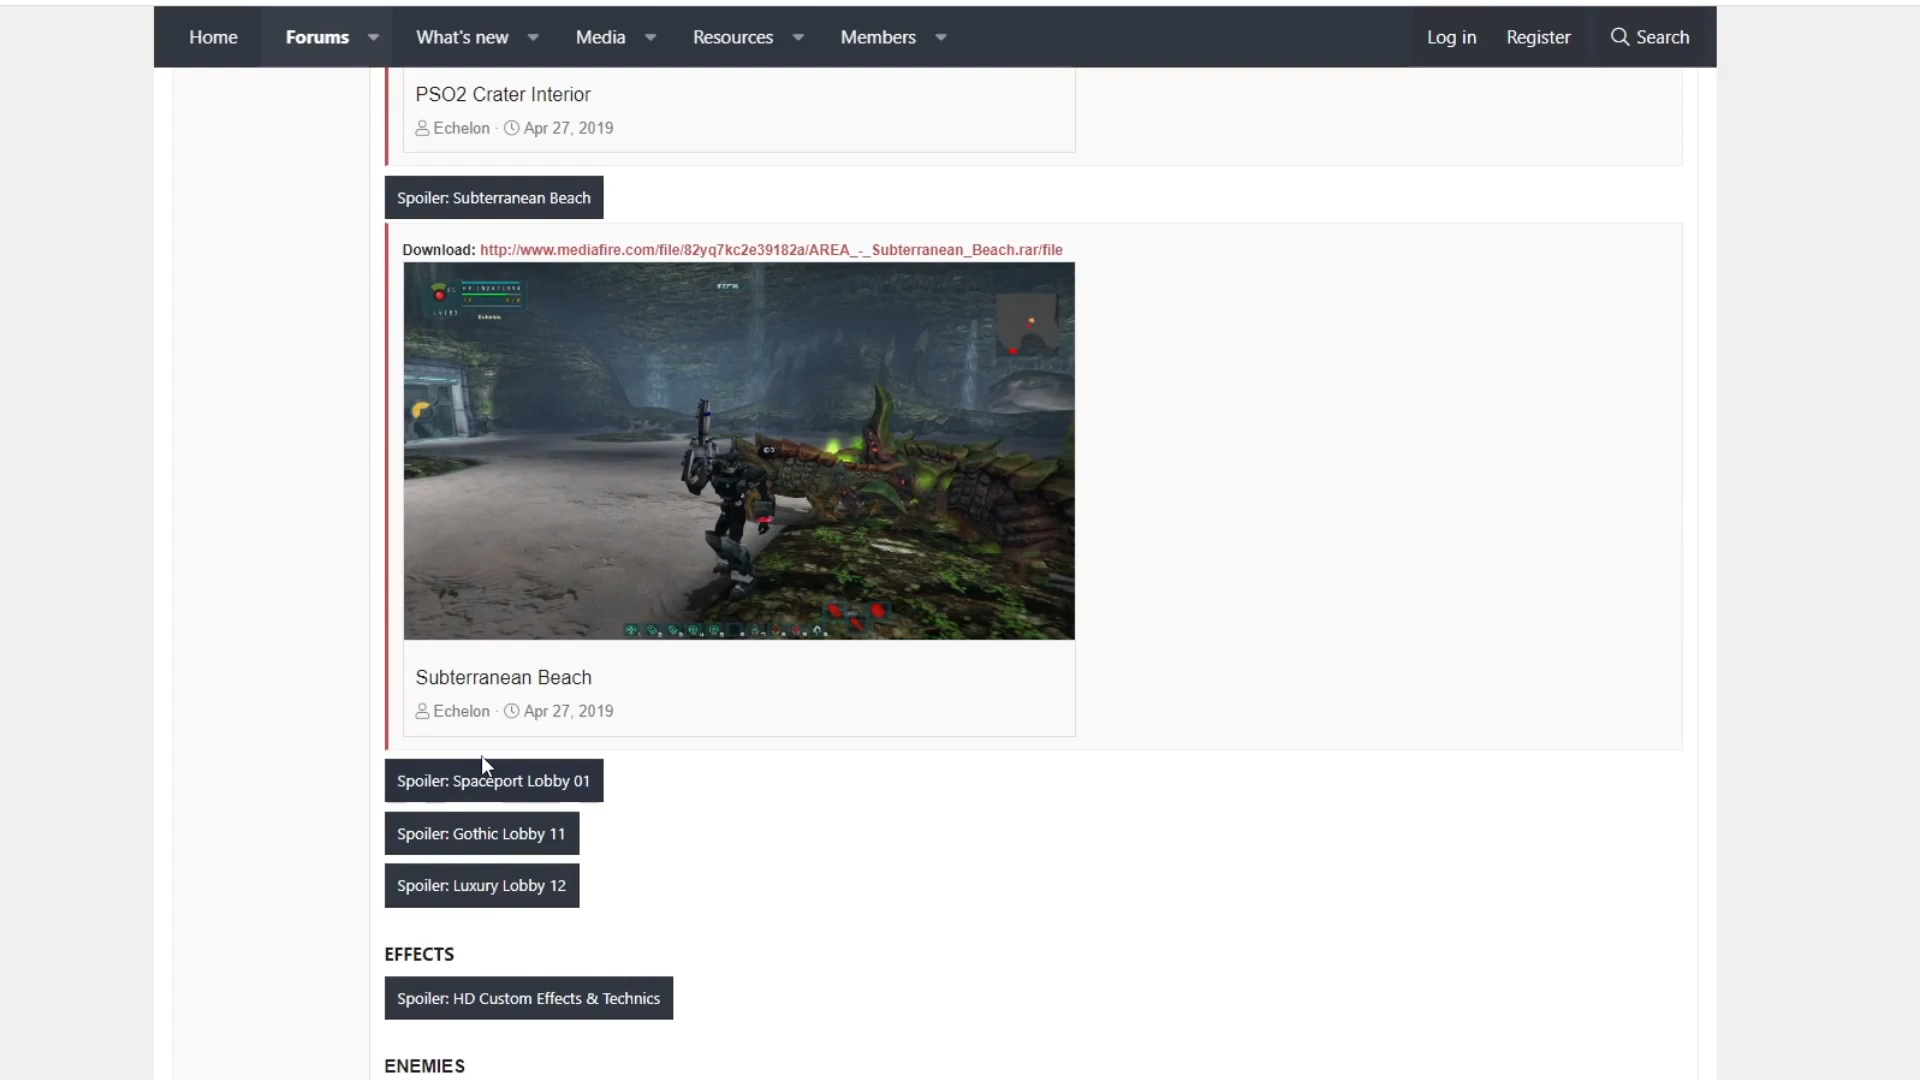 Home Forums What's new Media Resources Members Log in Register Search
PSO2 Crater Interior
Echelon · Apr 27, 2019
Spoiler: Subterranean Beach
Download: http://www.mediafire.com/file/82yq7kc2e39182a/AREA_-_Subterranean_Beach.rar/file
Echelon
Subterranean Beach
Echelon · Apr 27, 2019
Spoiler: Spaceport Lobby 01
Spoiler: Gothic Lobby 11
Spoiler: Luxury Lobby 12
EFFECTS
Spoiler: HD Custom Effects & Technics
ENEMIES